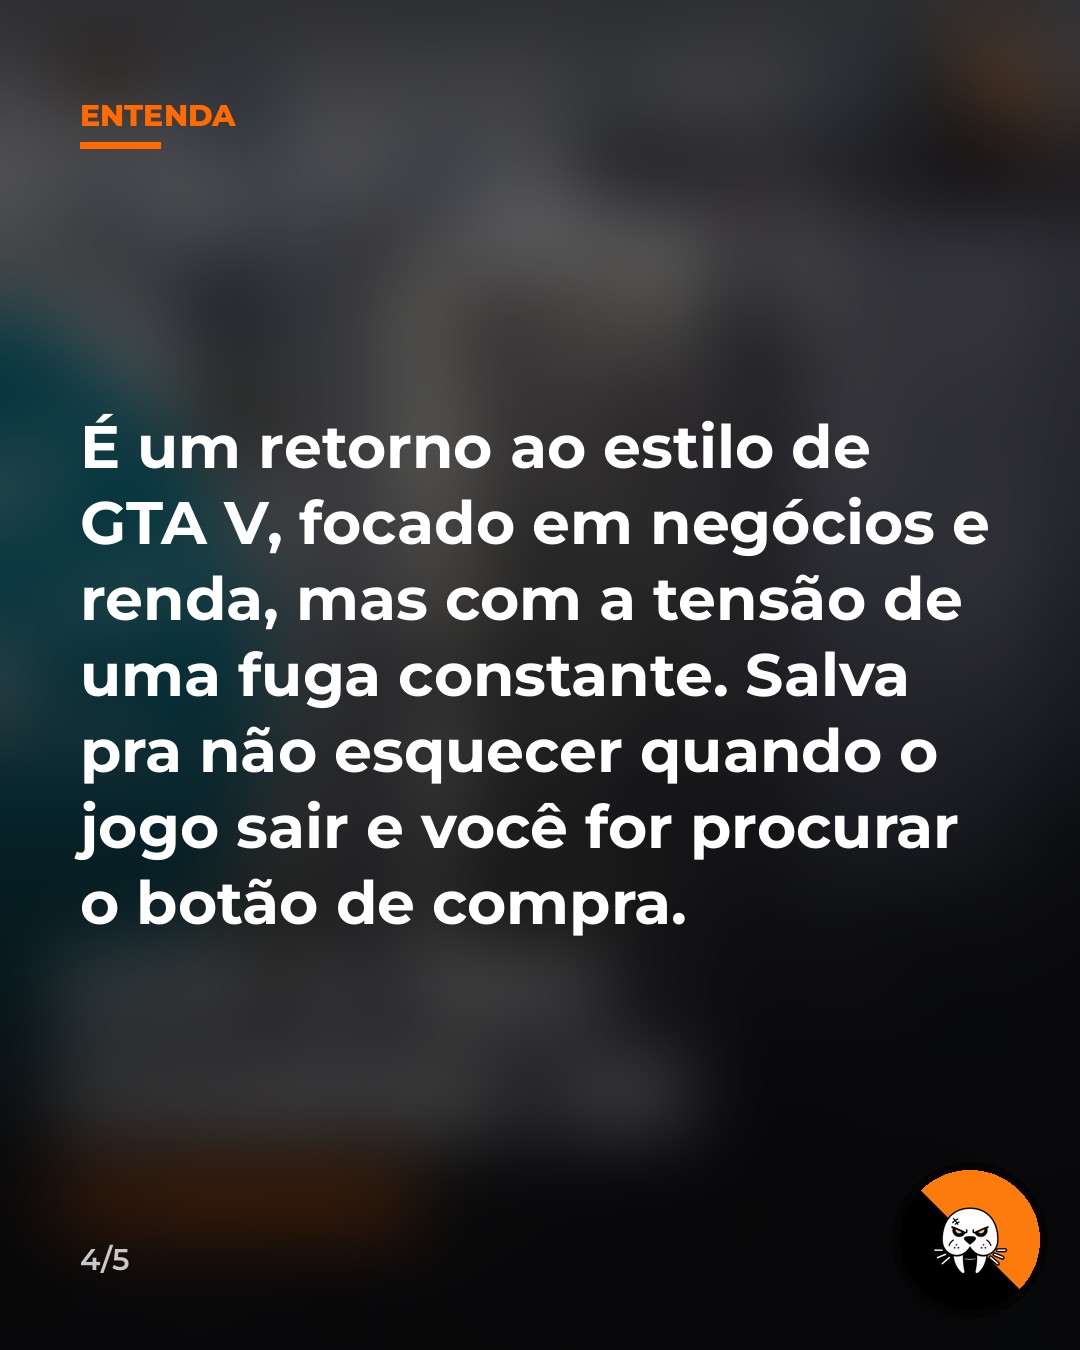 ENTENDA
É um retorno ao estilo de
GTA V, focado em negócios e
renda, mas com a tensão de
uma fuga constante. Salva
pra não esquecer quando o
jogo sair e você for procurar
o botão de compra.
4/5